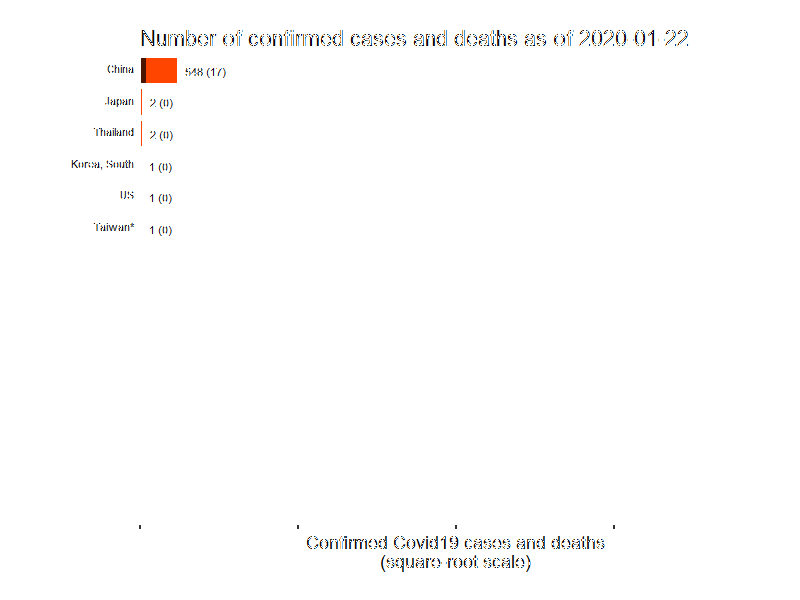 Number of confirmed cases and deaths as of 2020-01-22
China 548 (17)
Japan 2 (0)
Thailand 2 (0)
Korea, South 1 (0)
US 1 (0)
Taiwan* 1 (0)
Confirmed Covid19 cases and deaths
(square-root scale)